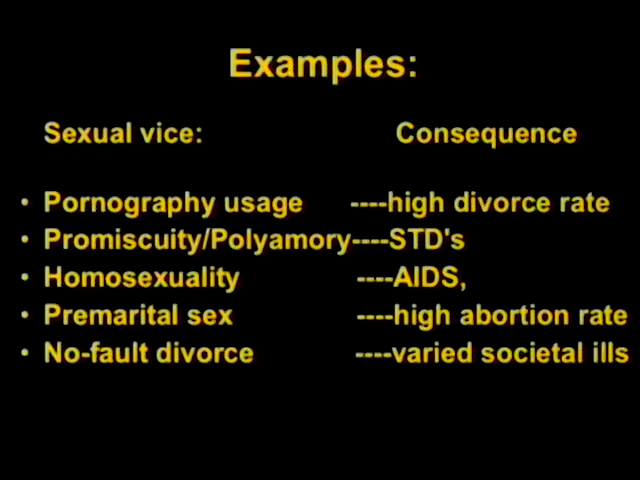 Examples:
Sexual vice: Consequence
• Pornography usage ----high divorce rate
• Promiscuity/Polyamory----STD's
• Homosexuality ----AIDS,
• Premarital sex ----high abortion rate
• No-fault divorce ----varied societal ills